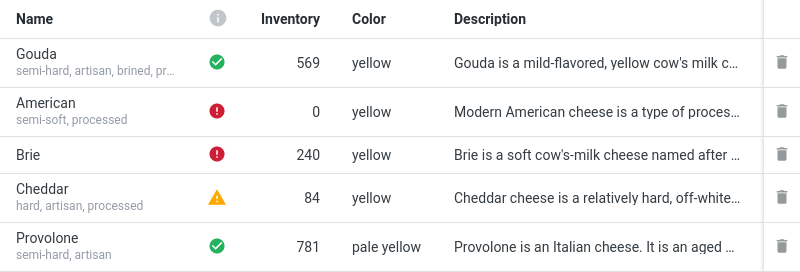 Name Inventory Color Description
Gouda
semi-hard, artisan, brined, pr…
569 yellow Gouda is a mild-flavored, yellow cow's milk c…
American
semi-soft, processed
0 yellow Modern American cheese is a type of proces…
Brie 240 yellow Brie is a soft cow's-milk cheese named after …
Cheddar
hard, artisan, processed
84 yellow Cheddar cheese is a relatively hard, off-white…
Provolone
semi-hard, artisan
781 pale yellow Provolone is an Italian cheese. It is an aged …